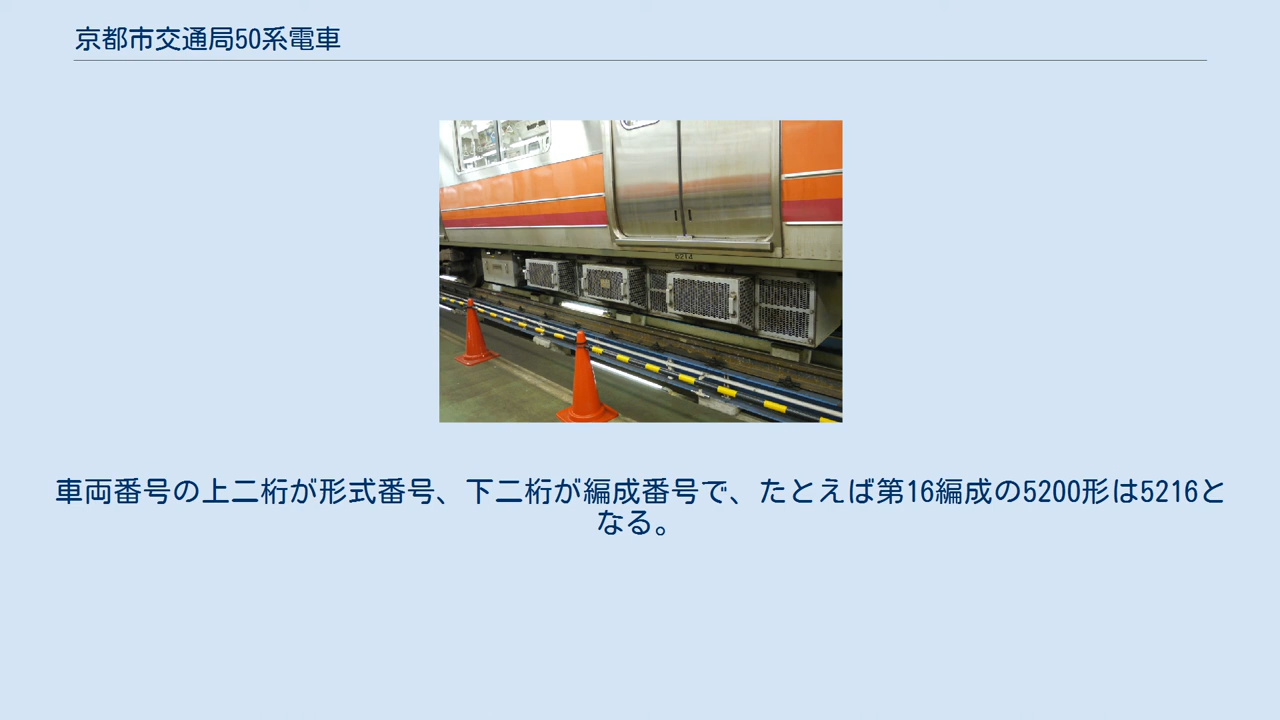 京都市交通局50系電車
5214
車両番号の上二桁が形式番号、下二桁が編成番号で、たとえば第16編成の5200形は5216と
なる。